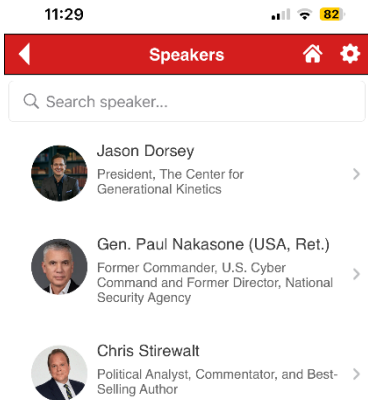 11:29
82
Speakers
Search speaker...
Jason Dorsey
President, The Center for
Generational Kinetics
Gen. Paul Nakasone (USA, Ret.)
Former Commander, U.S. Cyber
Command and Former Director, National
Security Agency
Chris Stirewalt
Political Analyst, Commentator, and Best-
Selling Author